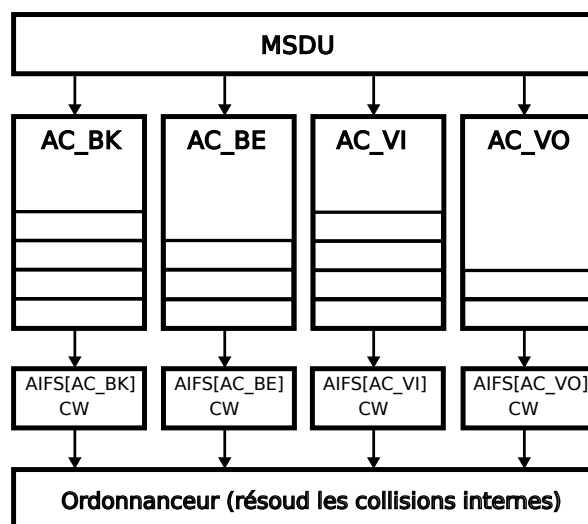 MSDU
AC_BK
AC_BE
AC_VI
AC_VO
AIFS[AC_BK]
CW
AIFS[AC_BE]
CW
AIFS[AC_VI]
CW
AIFS[AC_VO]
CW
Ordonnanceur (résoud les collisions internes)